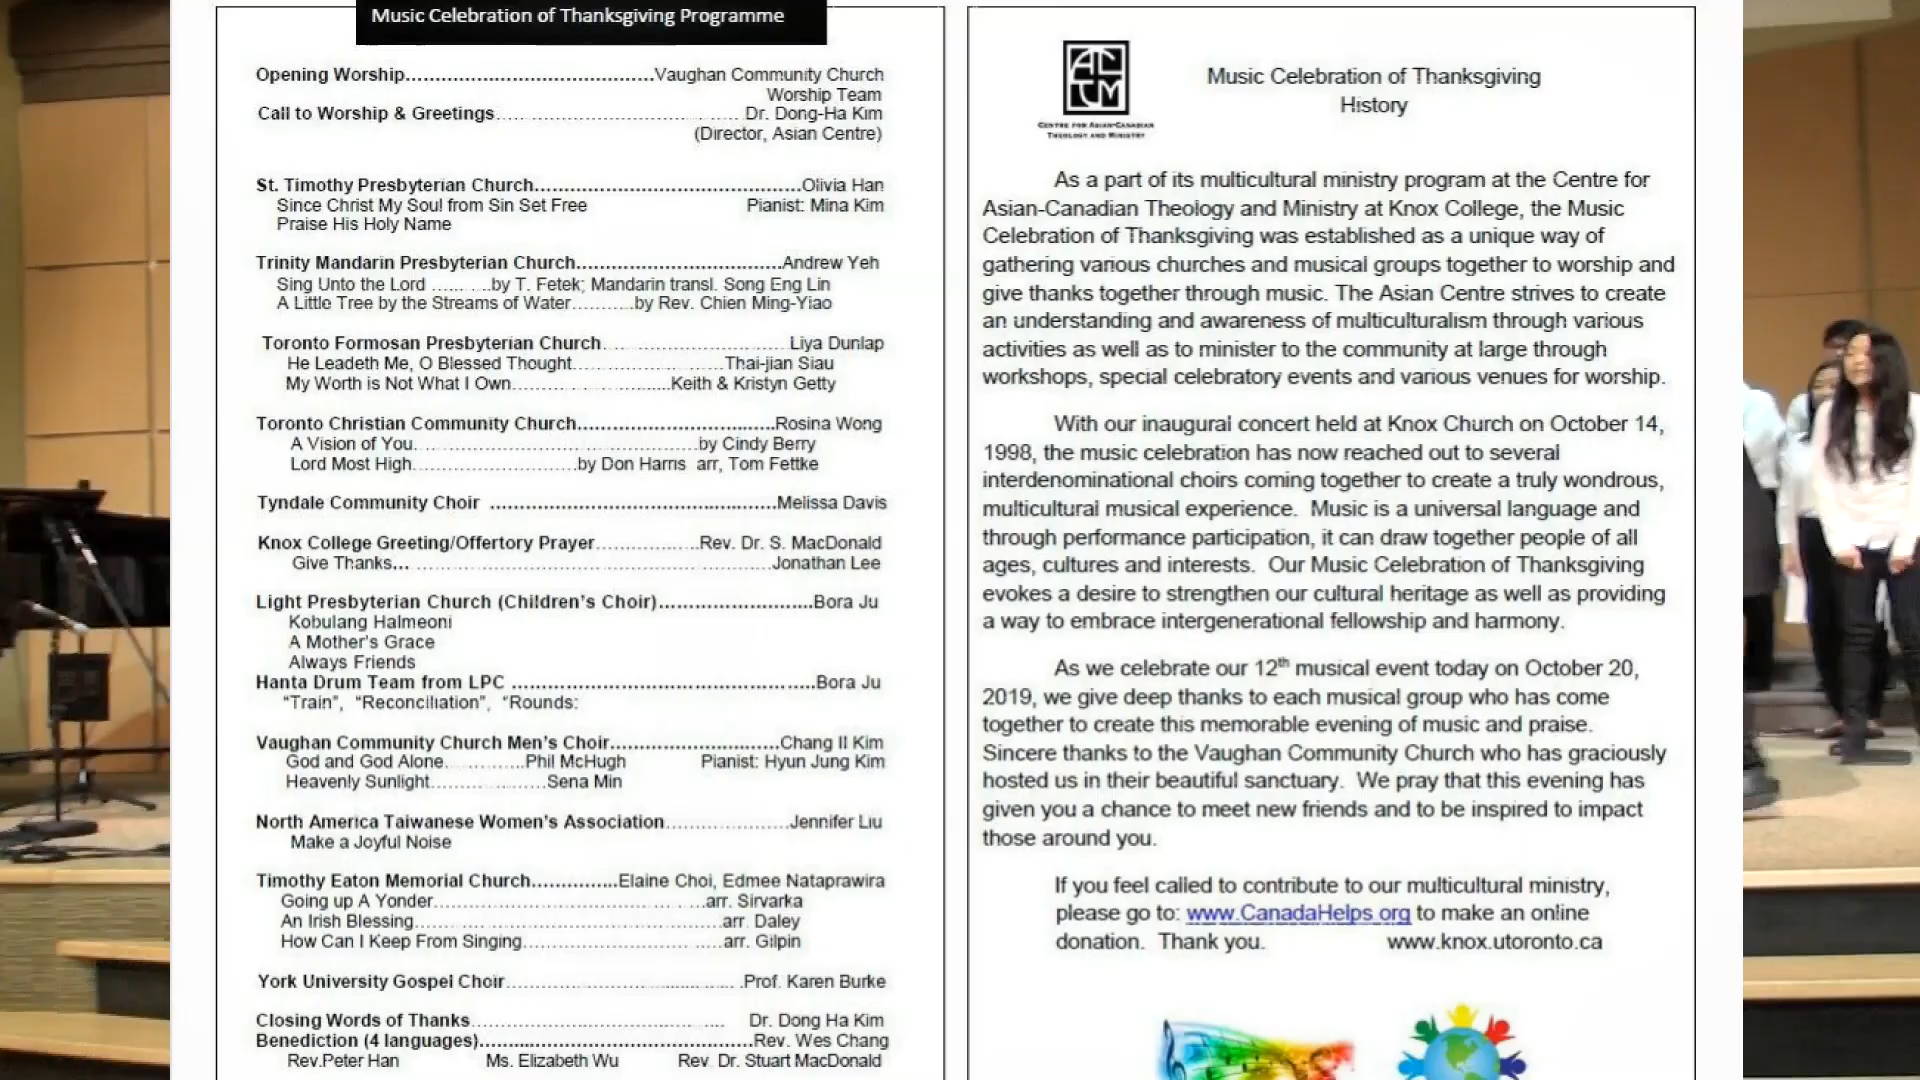 Music Celebration of Thanksgiving Programme
Opening Worship..........................................Vaughan Community Church
Worship Team
Call to Worship & Greetings..........................................Dr. Dong-Ha Kim
(Director, Asian Centre)
St. Timothy Presbyterian Church.............................................Olivia Han
Since Christ My Soul from Sin Set Free Pianist: Mina Kim
Praise His Holy Name
Trinity Mandarin Presbyterian Church...................................Andrew Yeh
Sing Unto the Lord ..........by T. Fetek; Mandarin transl. Song Eng Lin
A Little Tree by the Streams of Water...........by Rev. Chien Ming-Yiao
Toronto Formosan Presbyterian Church............................... Liya Dunlap
He Leadeth Me, O Blessed Thought..........................Thai-jian Siau
My Worth is Not What I Own...........................Keith & Kristyn Getty
Toronto Christian Community Church.................................Rosina Wong
A Vision of You................................................by Cindy Berry
Lord Most High............................by Don Harris arr, Tom Fettke
Tyndale Community Choir ................................................Melissa Davis
Knox College Greeting/Offertory Prayer..................Rev. Dr. S. MacDonald
Give Thanks... ............................................................Jonathan Lee
Light Presbyterian Church (Children's Choir)..........................Bora Ju
Kobulang Halmeoni
A Mother's Grace
Always Friends
Hanta Drum Team from LPC ...................................................Bora Ju
“Train”, “Reconciliation”, “Rounds:
Vaughan Community Church Men's Choir.............................Chang Il Kim
God and God Alone..............Phil McHugh Pianist: Hyun Jung Kim
Heavenly Sunlight....................Sena Min
North America Taiwanese Women's Association.....................Jennifer Liu
Make a Joyful Noise
Timothy Eaton Memorial Church..............Elaine Choi, Edmee Nataprawira
Going up A Yonder..............................................arr. Sirvarka
An Irish Blessing....................................................arr. Daley
How Can I Keep From Singing..................................arr. Gilpin
York University Gospel Choir........................................Prof. Karen Burke
Closing Words of Thanks.......................................... Dr. Dong Ha Kim
Benediction (4 languages)..............................................Rev. Wes Chang
Rev.Peter Han Ms. Elizabeth Wu Rev. Dr. Stuart MacDonald
ACTM
Centre for Asian-Canadian
Theology and Ministry
Music Celebration of Thanksgiving
History
As a part of its multicultural ministry program at the Centre for
Asian-Canadian Theology and Ministry at Knox College, the Music
Celebration of Thanksgiving was established as a unique way of
gathering various churches and musical groups together to worship and
give thanks together through music. The Asian Centre strives to create
an understanding and awareness of multiculturalism through various
activities as well as to minister to the community at large through
workshops, special celebratory events and various venues for worship.
With our inaugural concert held at Knox Church on October 14,
1998, the music celebration has now reached out to several
interdenominational choirs coming together to create a truly wondrous,
multicultural musical experience. Music is a universal language and
through performance participation, it can draw together people of all
ages, cultures and interests. Our Music Celebration of Thanksgiving
evokes a desire to strengthen our cultural heritage as well as providing
a way to embrace intergenerational fellowship and harmony.
As we celebrate our 12th musical event today on October 20,
2019, we give deep thanks to each musical group who has come
together to create this memorable evening of music and praise.
Sincere thanks to the Vaughan Community Church who has graciously
hosted us in their beautiful sanctuary. We pray that this evening has
given you a chance to meet new friends and to be inspired to impact
those around you.
If you feel called to contribute to our multicultural ministry,
please go to: www.CanadaHelps.org to make an online
donation. Thank you. www.knox.utoronto.ca